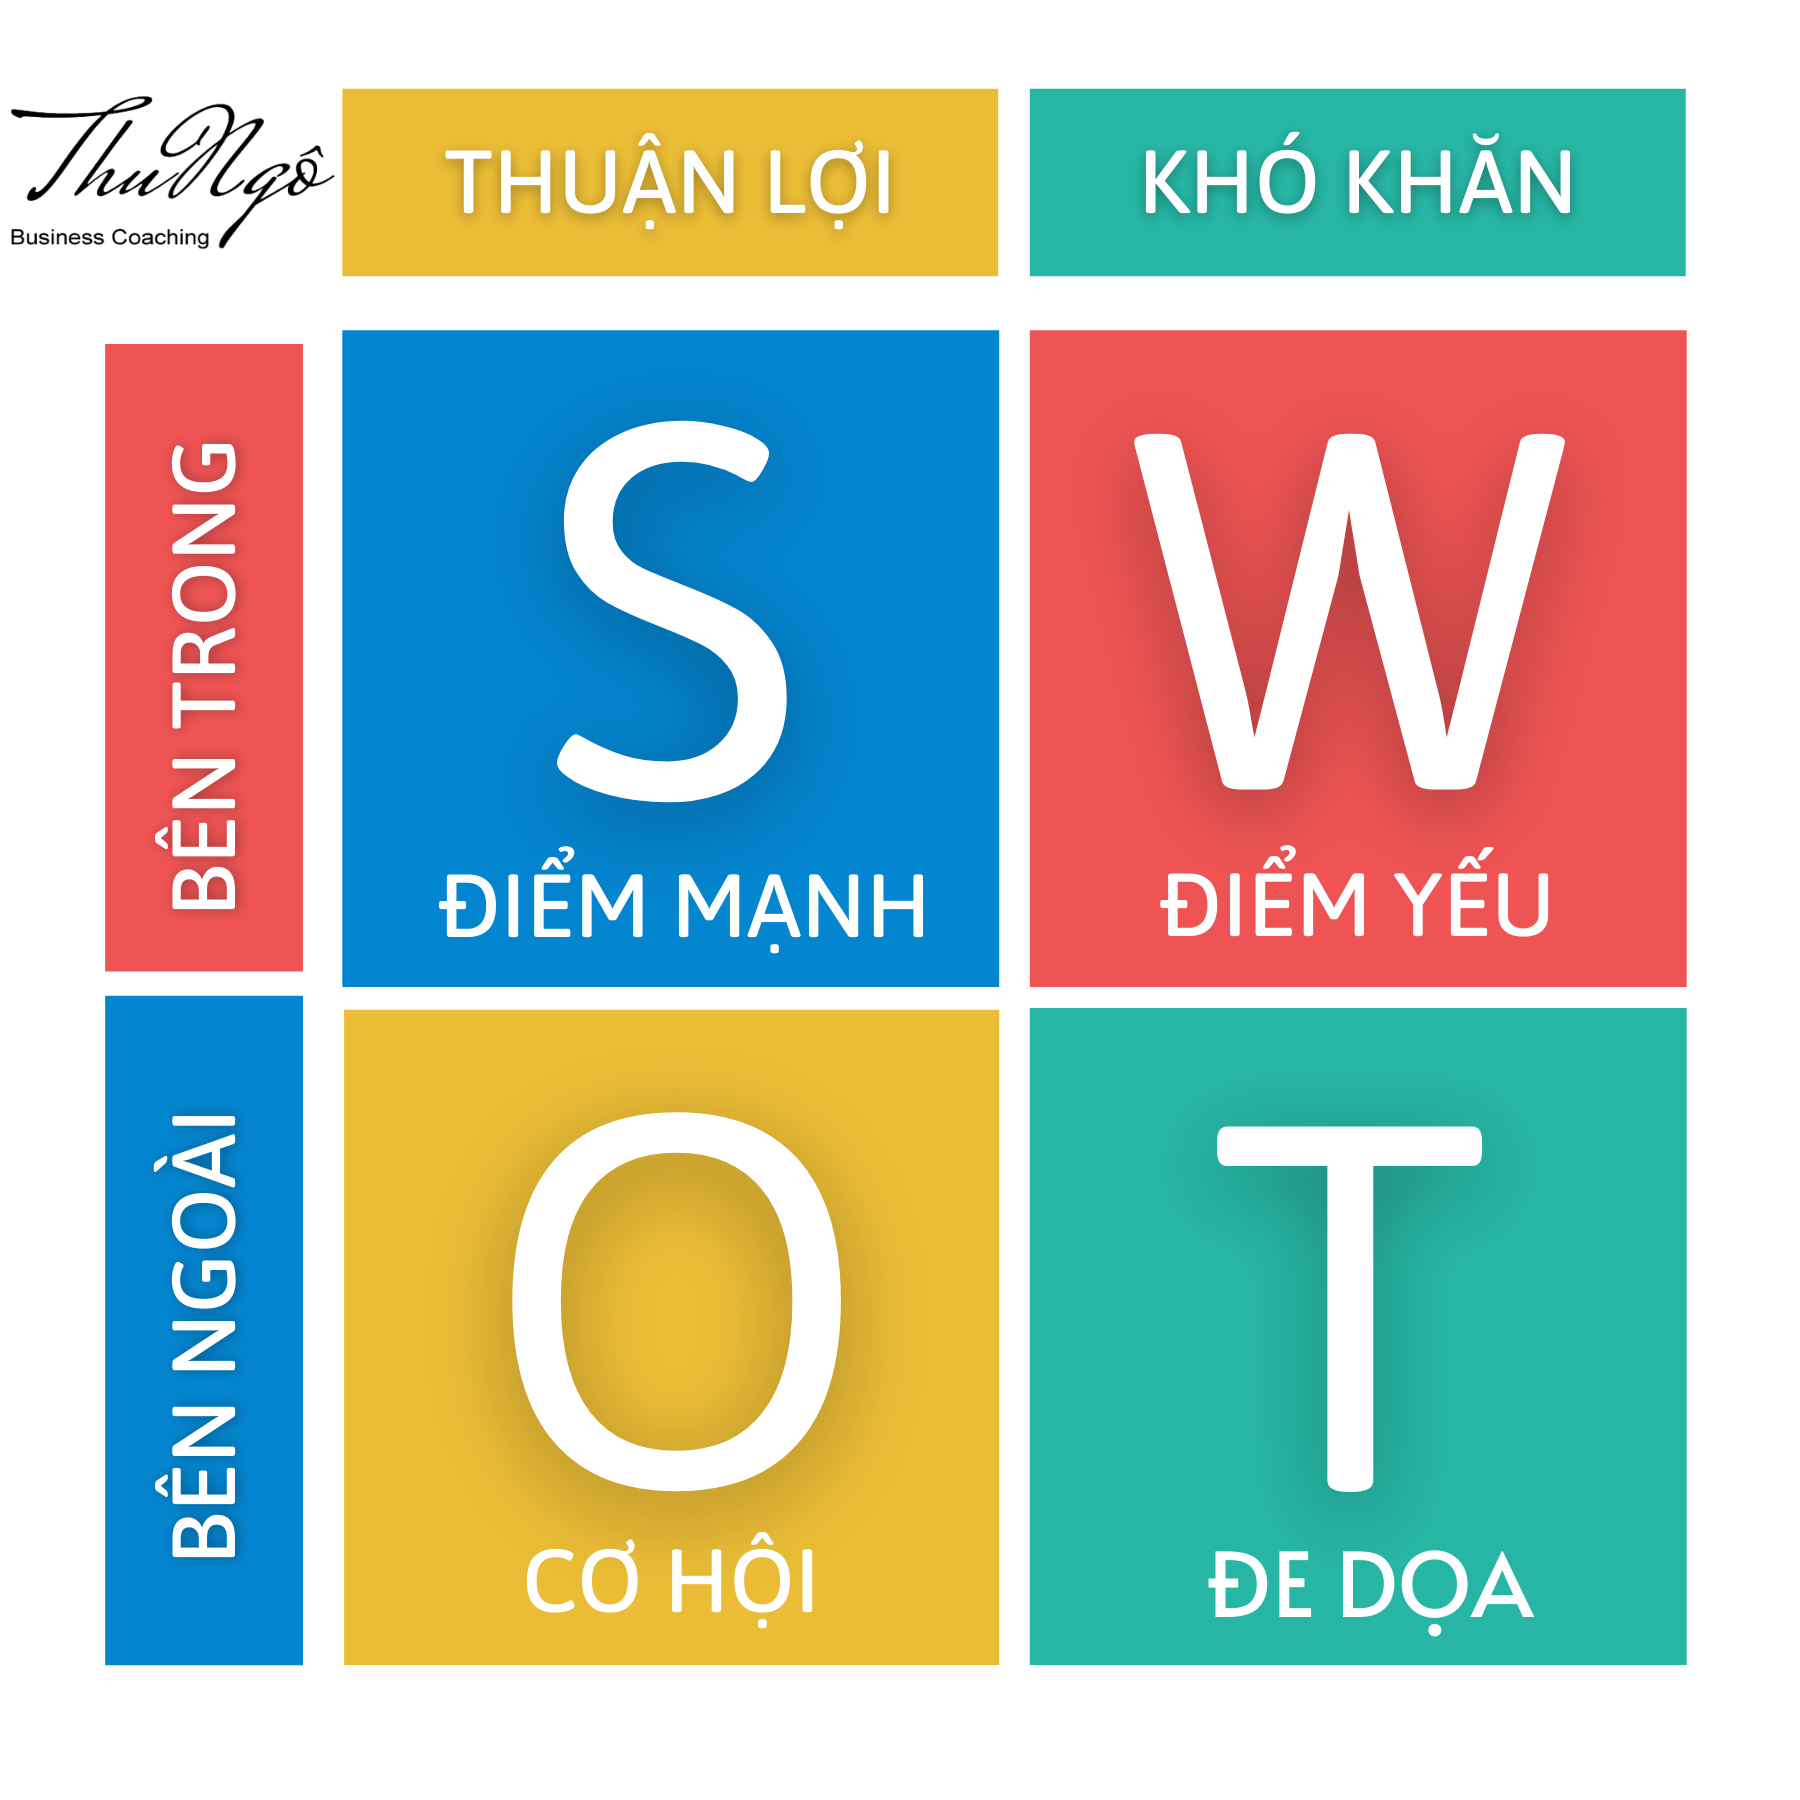 Thu Ngô
Business Coaching
THUẬN LỢI
KHÓ KHĂN
BÊN TRONG
S
ĐIỂM MẠNH
W
ĐIỂM YẾU
BÊN NGOÀI
O
CƠ HỘI
T
ĐE DỌA